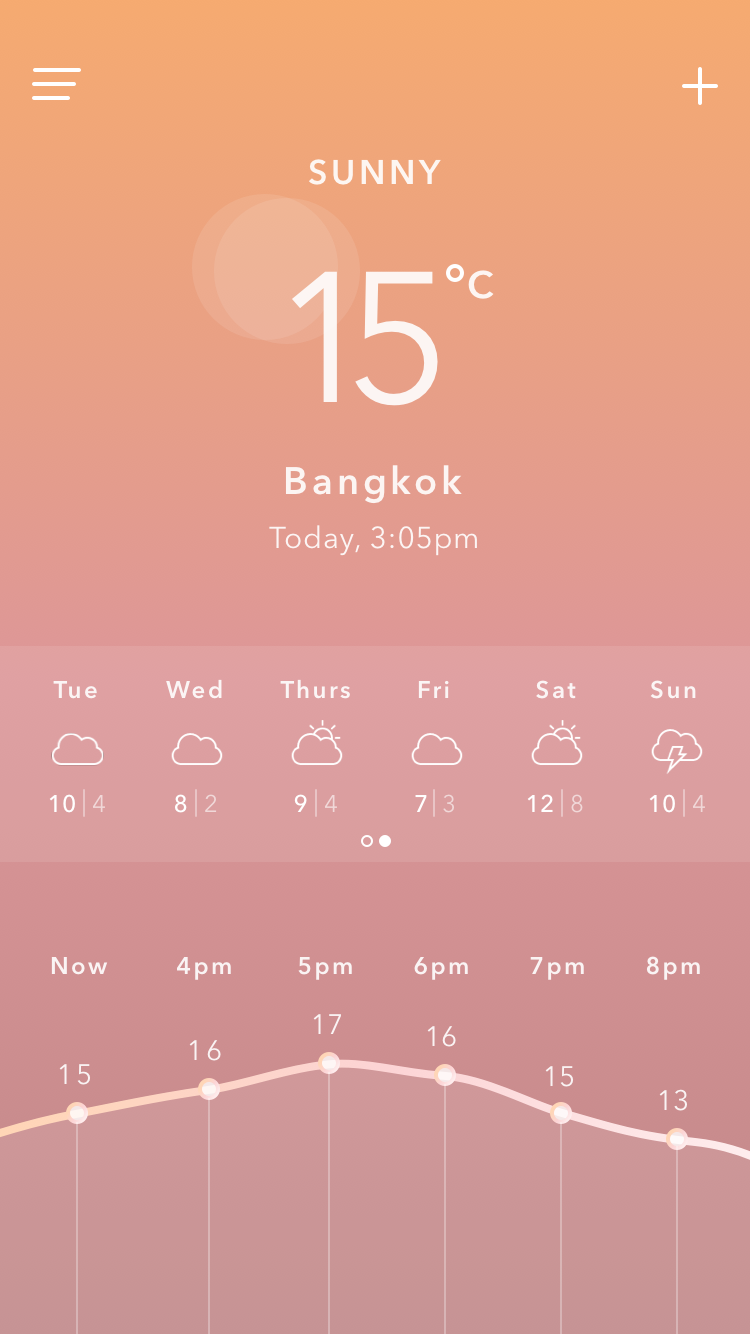 SUNNY
15°C
Bangkok
Today, 3:05pm
Tue Wed Thurs Fri Sat Sun
10|4 8|2 9|4 7|3 12|8 10|4
Now 4pm 5pm 6pm 7pm 8pm
15 16 17 16 15 13